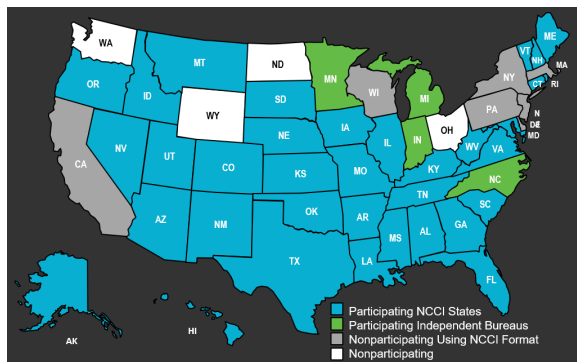 WA
MT
ND
MN
ME
VT
NH
MA
OR
ID
SD
WI
MI
NY
CT
RI
WY
PA
N
DE
MD
NE
IA
IL
IN
OH
WV
VA
CA
NV
UT
CO
KS
MO
KY
NC
TN
SC
AZ
NM
OK
AR
MS
AL
GA
TX
LA
FL
AK
HI
Participating NCCI States
Participating Independent Bureaus
Nonparticipating Using NCCI Format
Nonparticipating